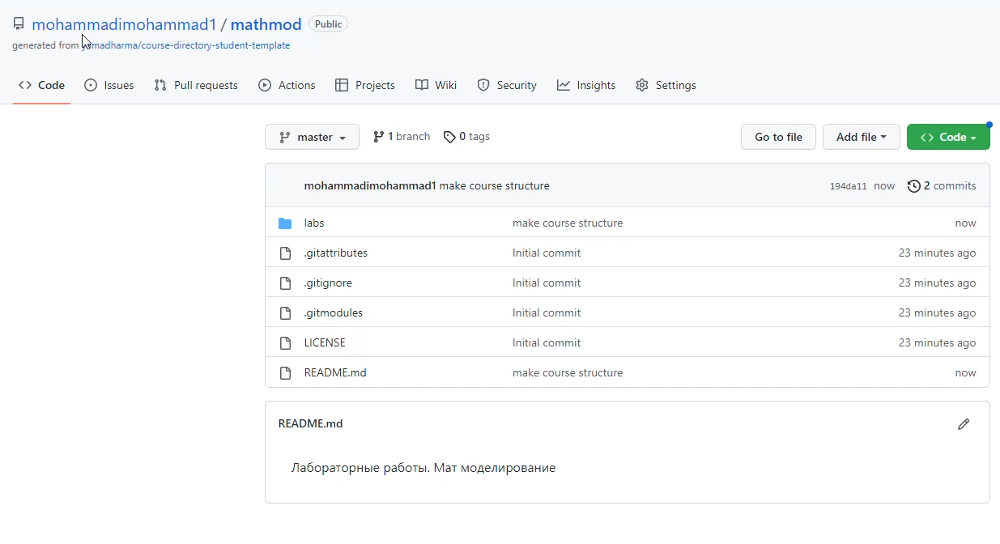 mohammadimohammad1 / mathmod Public
generated from yamadharma/course-directory-student-template
Code Issues Pull requests Actions Projects Wiki Security Insights Settings
master 1 branch 0 tags Go to file Add file Code
mohammadimohammad1 make course structure 194da11 now 2 commits
labs make course structure now
.gitattributes Initial commit 23 minutes ago
.gitignore Initial commit 23 minutes ago
.gitmodules Initial commit 23 minutes ago
LICENSE Initial commit 23 minutes ago
README.md make course structure now
README.md
Лабораторные работы. Мат моделирование